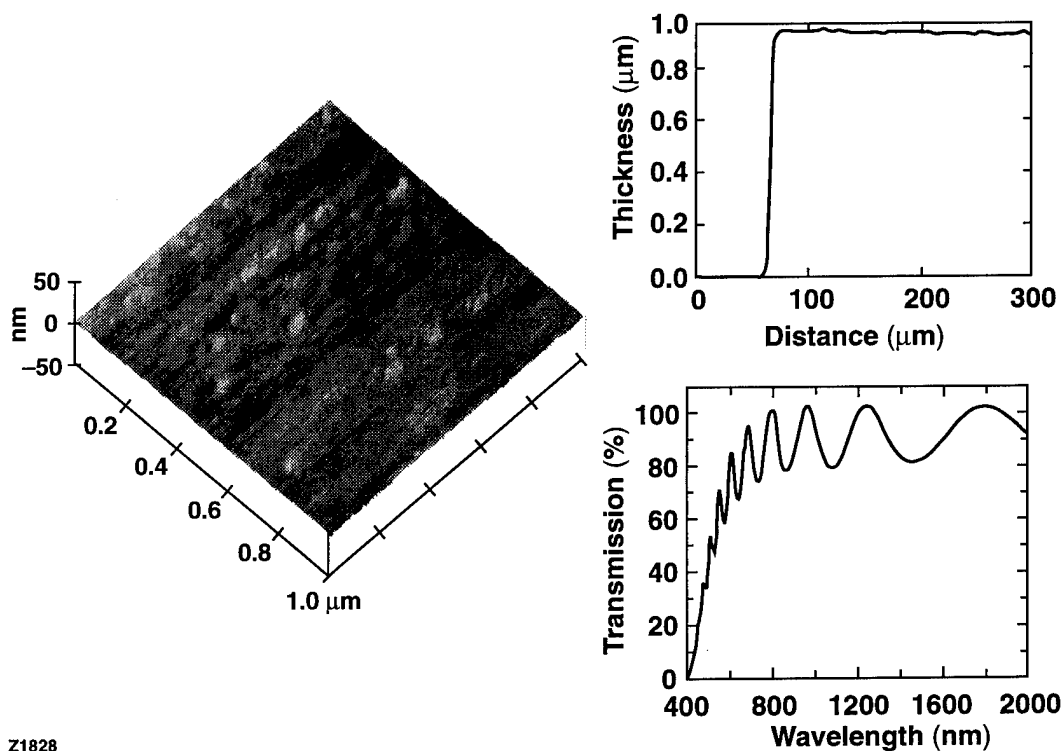 50
0
–50
nm
0.2
0.4
0.6
0.8
1.0 μm
1.0
0.8
0.6
0.4
0.2
0.0
Thickness (μm)
0 100 200 300
Distance (μm)
100
80
60
40
20
0
Transmission (%)
400 800 1200 1600 2000
Wavelength (nm)
Z1828